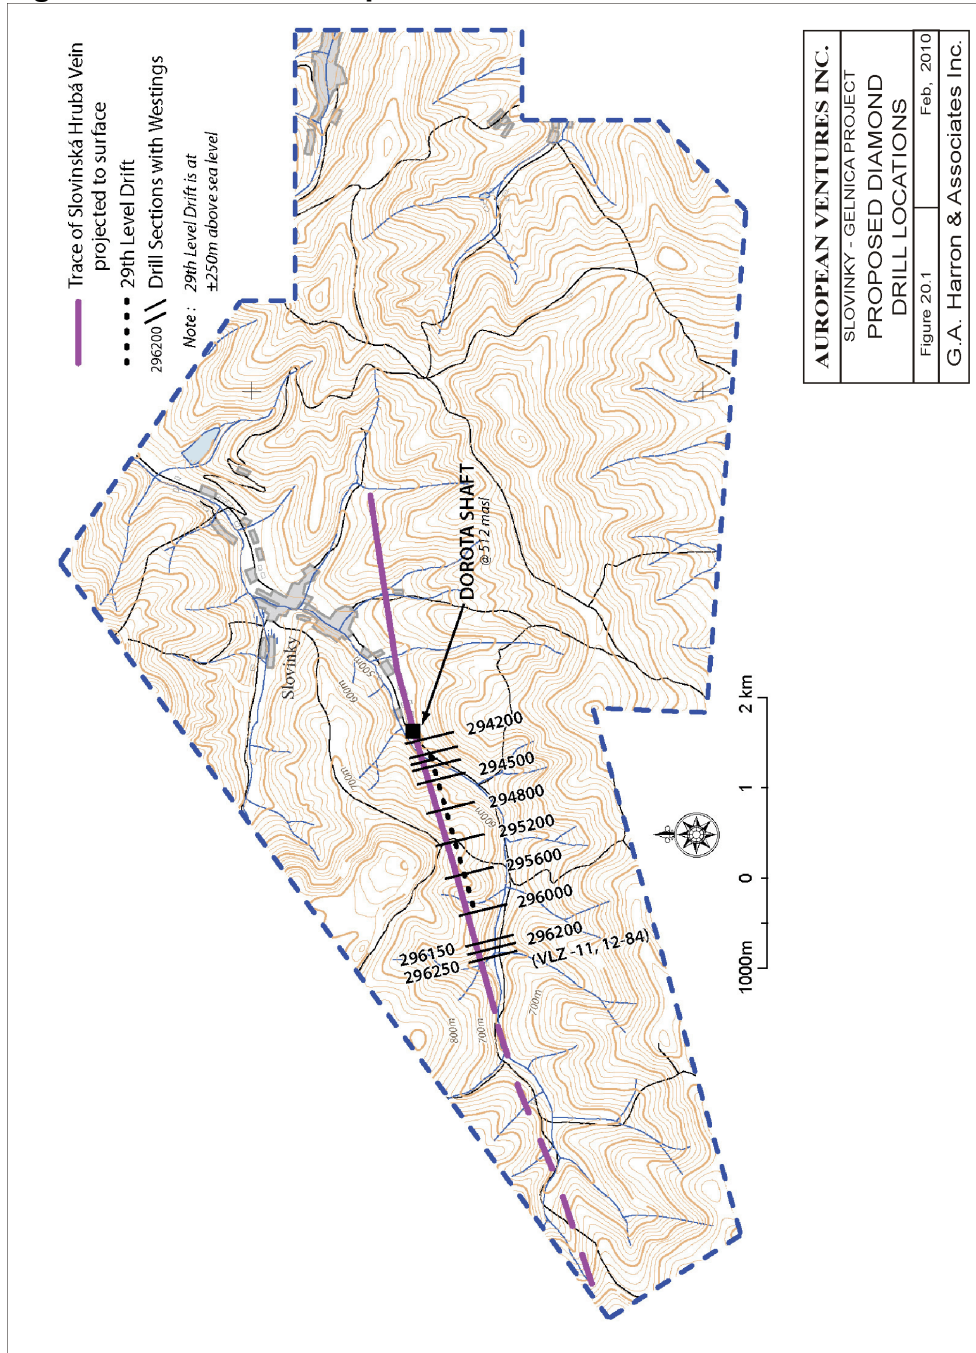 Trace of Slovinská Hrubá Vein
projected to surface
29th Level Drift
296200 Drill Sections with Westings
Note : 29th Level Drift is at
±250m above sea level
AUROPEAN VENTURES INC.
SLOVINKY - GELNICA PROJECT
PROPOSED DIAMOND
DRILL LOCATIONS
Figure 20.1 Feb, 2010
G.A. Harron & Associates Inc.
Slovinky
500m
600m
700m
DOROTA SHAFT
@ 512 masl
294200
294500
294800
600m
295200
295600
296000
296150
296200
296250
(VLZ -11, 12-84)
800m
700m
700m
1000m 0 1 2 km